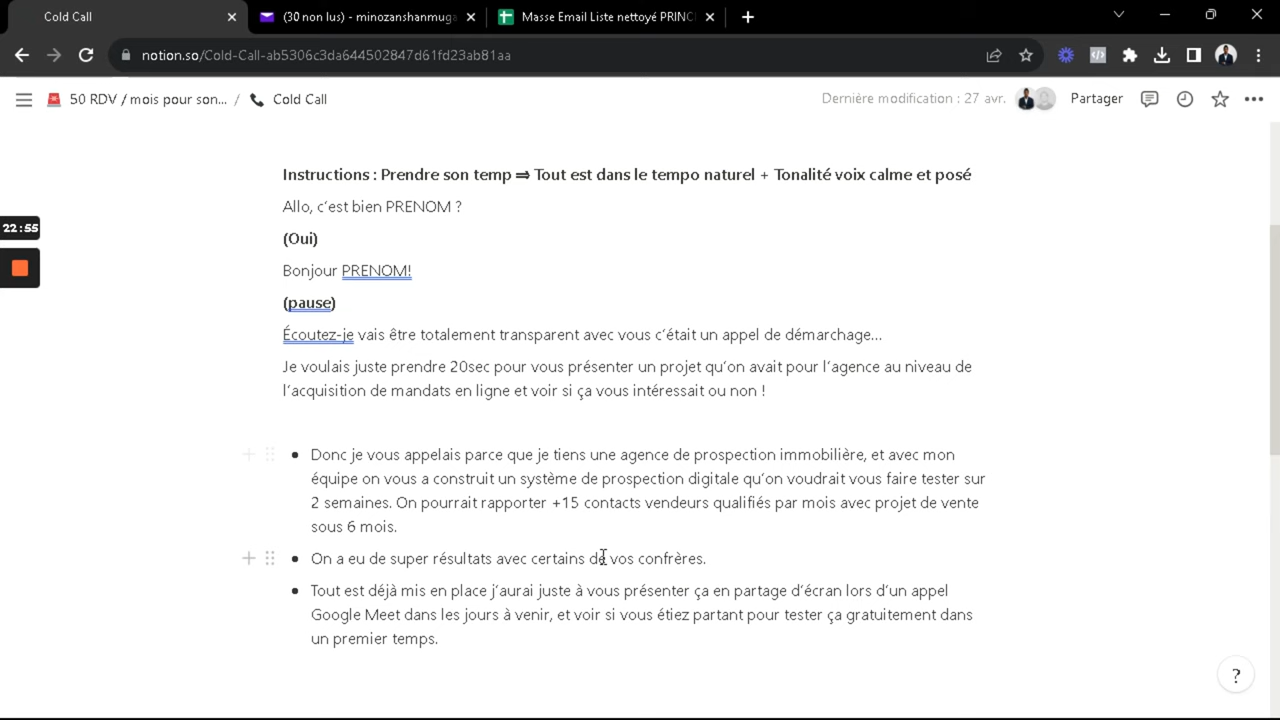 Cold Call
(30 non lus) - minozanshanmuga
Masse Email Liste nettoyé PRINC
notion.so/Cold-Call-ab5306c3da644502847d61fd23ab81aa
50 RDV / mois pour son... / Cold Call
Dernière modification : 27 avr.
Partager
Instructions : Prendre son temp ⇒ Tout est dans le tempo naturel + Tonalité voix calme et posé
Allo, c'est bien PRENOM ?
22:55
(Oui)
Bonjour PRENOM!
(pause)
Écoutez-je vais être totalement transparent avec vous c'était un appel de démarchage...
Je voulais juste prendre 20sec pour vous présenter un projet qu'on avait pour l'agence au niveau de
l'acquisition de mandats en ligne et voir si ça vous intéressait ou non !
• Donc je vous appelais parce que je tiens une agence de prospection immobilière, et avec mon
équipe on vous a construit un système de prospection digitale qu'on voudrait vous faire tester sur
2 semaines. On pourrait rapporter +15 contacts vendeurs qualifiés par mois avec projet de vente
sous 6 mois.
• On a eu de super résultats avec certains de vos confrères.
• Tout est déjà mis en place j'aurai juste à vous présenter ça en partage d'écran lors d'un appel
Google Meet dans les jours à venir, et voir si vous étiez partant pour tester ça gratuitement dans
un premier temps.
?